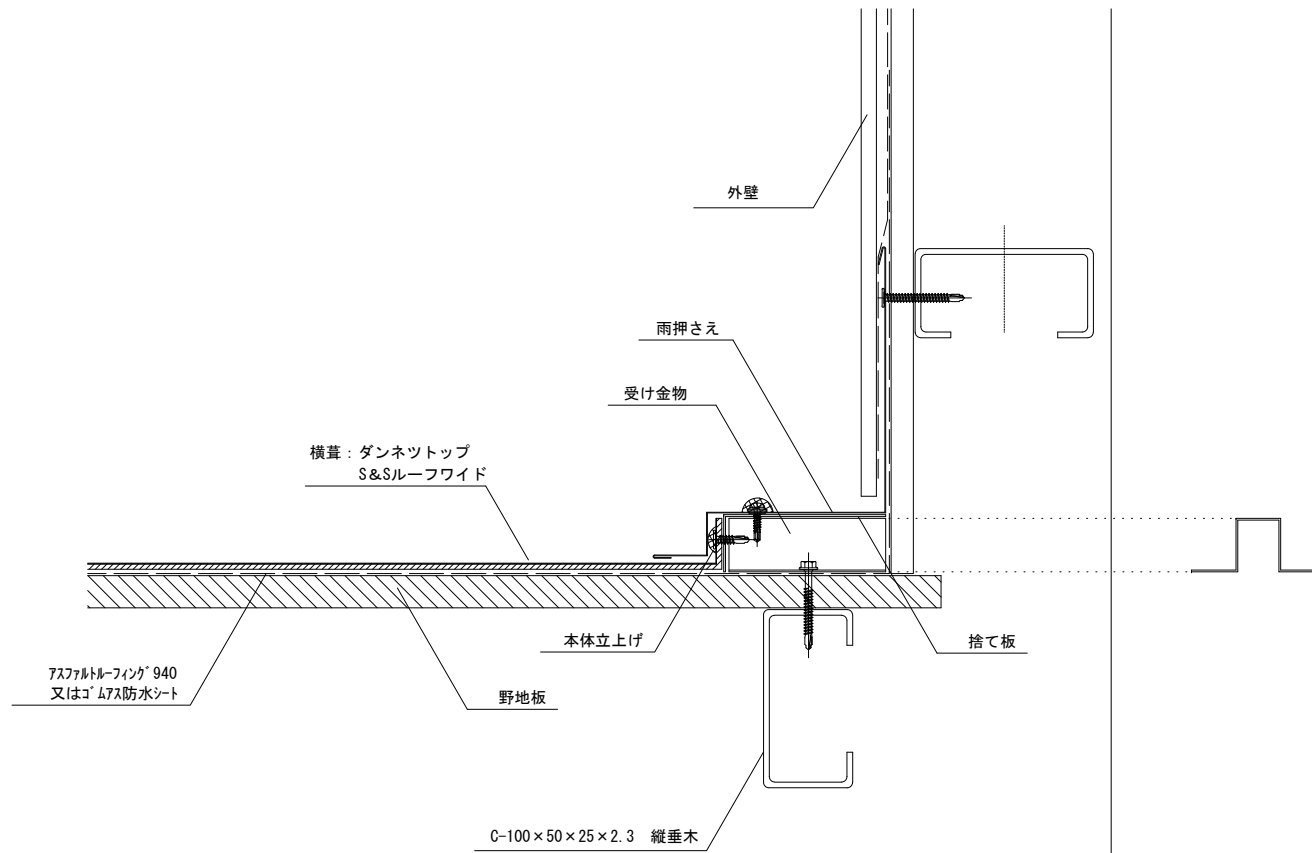 外壁
雨押さえ
受け金物
横葺：ダンネツトップ
S&Sルーフワイド
本体立上げ
捨て板
ｱｽﾌｧﾙﾄﾙｰﾌｨﾝｸﾞ940
又はｺﾞﾑｱｽ防水ｼｰﾄ
野地板
C-100×50×25×2.3　縦垂木